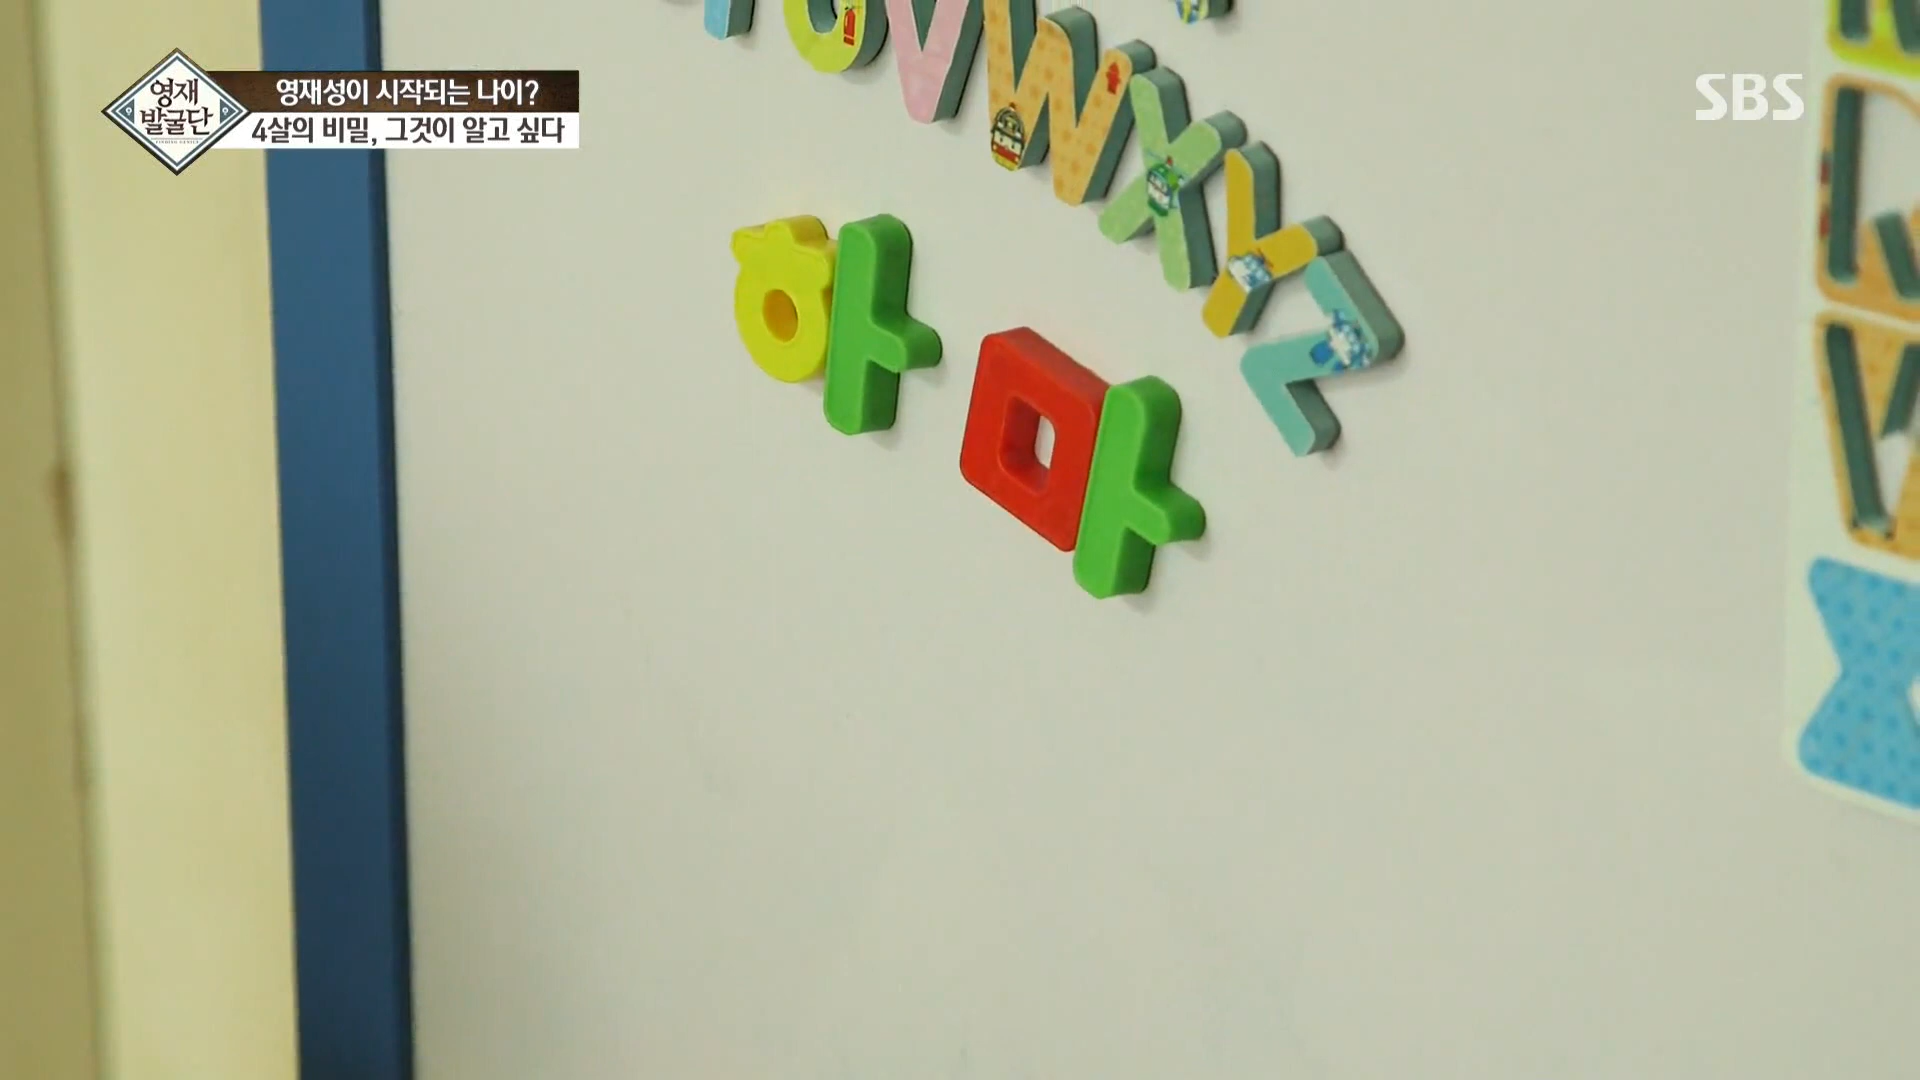 영재
발굴단
영재성이 시작되는 나이?
4살의 비밀, 그것이 알고 싶다
SBS
UVWXYZ
하마